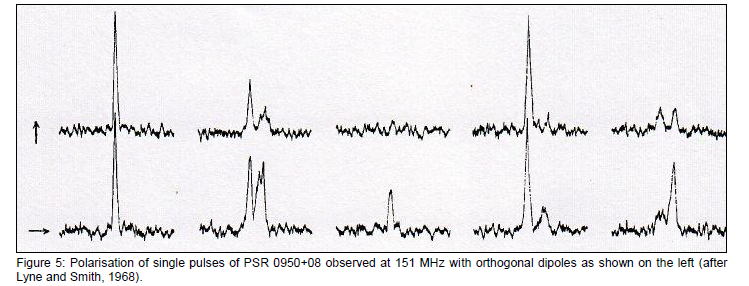 Figure 5: Polarisation of single pulses of PSR 0950+08 observed at 151 MHz with orthogonal dipoles as shown on the left (after
Lyne and Smith, 1968).